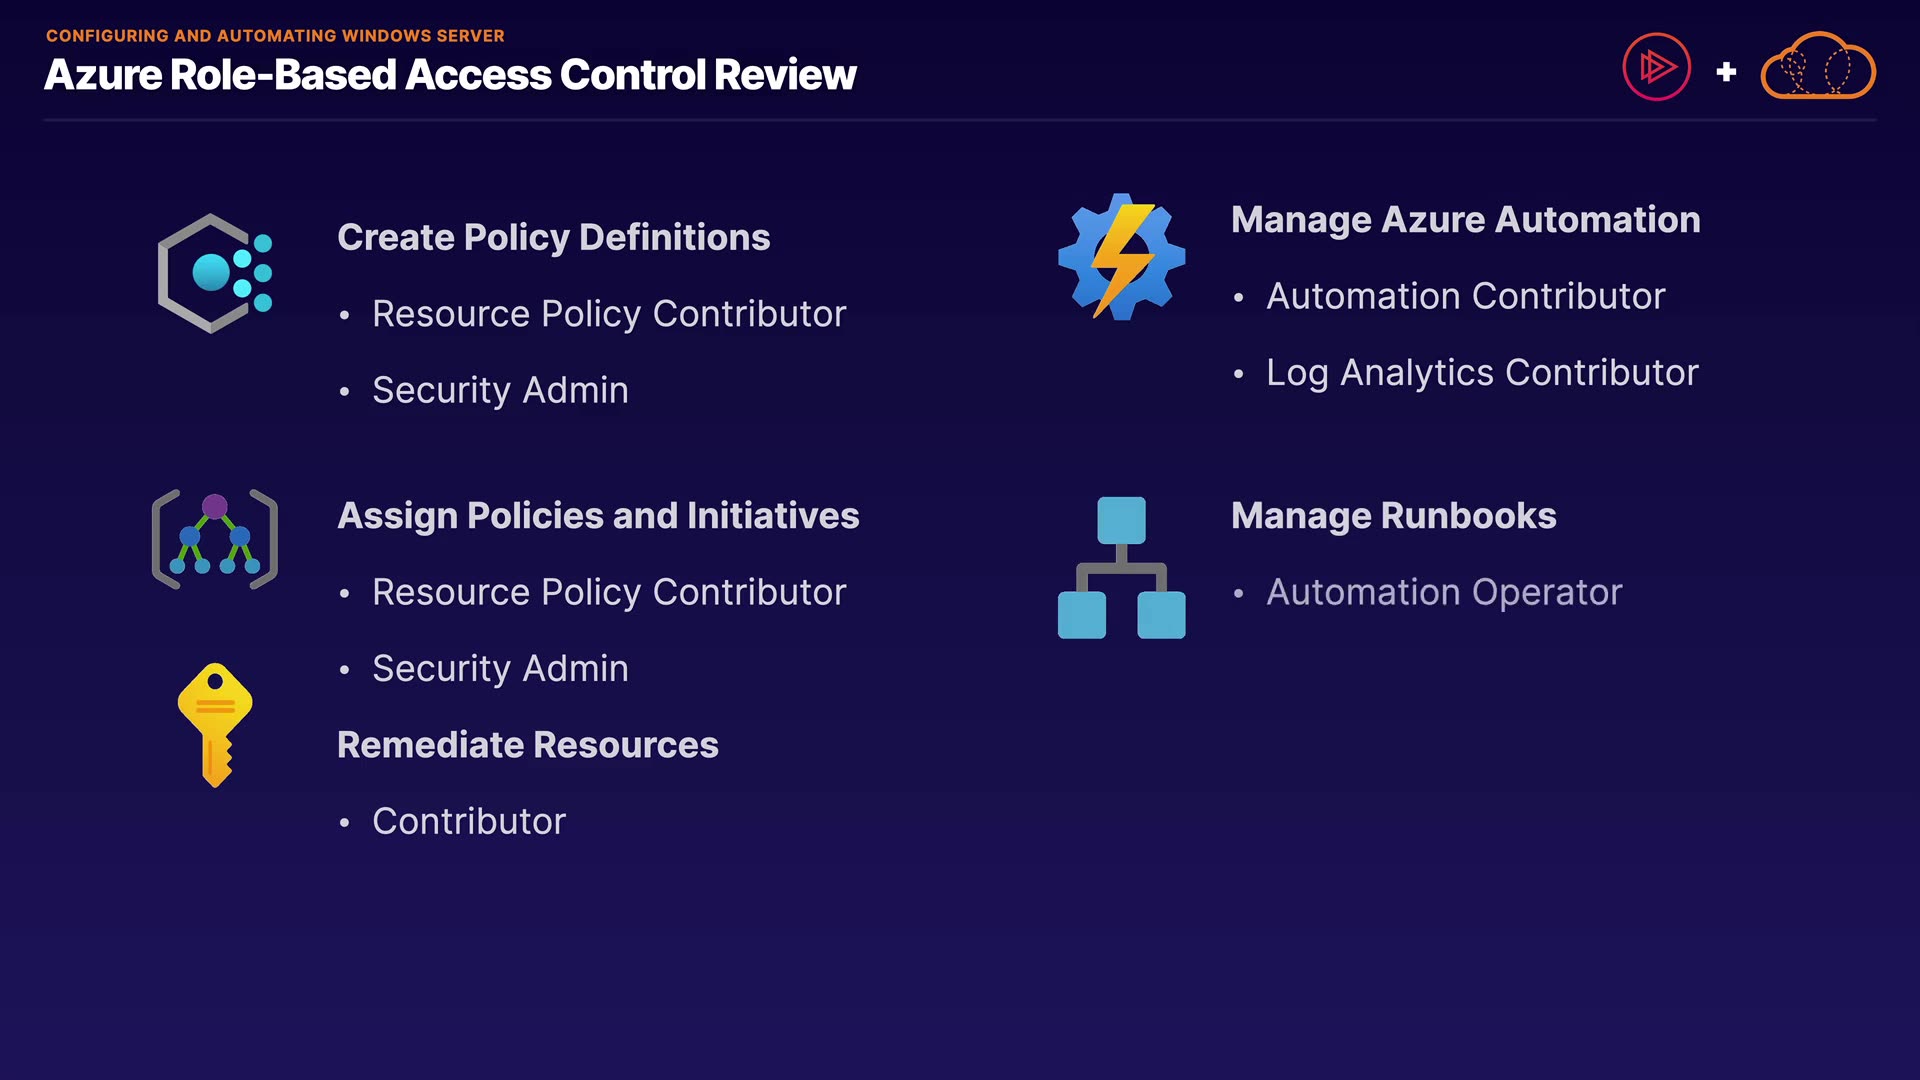 CONFIGURING AND AUTOMATING WINDOWS SERVER
Azure Role-Based Access Control Review
+
Create Policy Definitions
• Resource Policy Contributor
• Security Admin
Assign Policies and Initiatives
• Resource Policy Contributor
• Security Admin
Remediate Resources
• Contributor
Manage Azure Automation
• Automation Contributor
• Log Analytics Contributor
Manage Runbooks
• Automation Operator